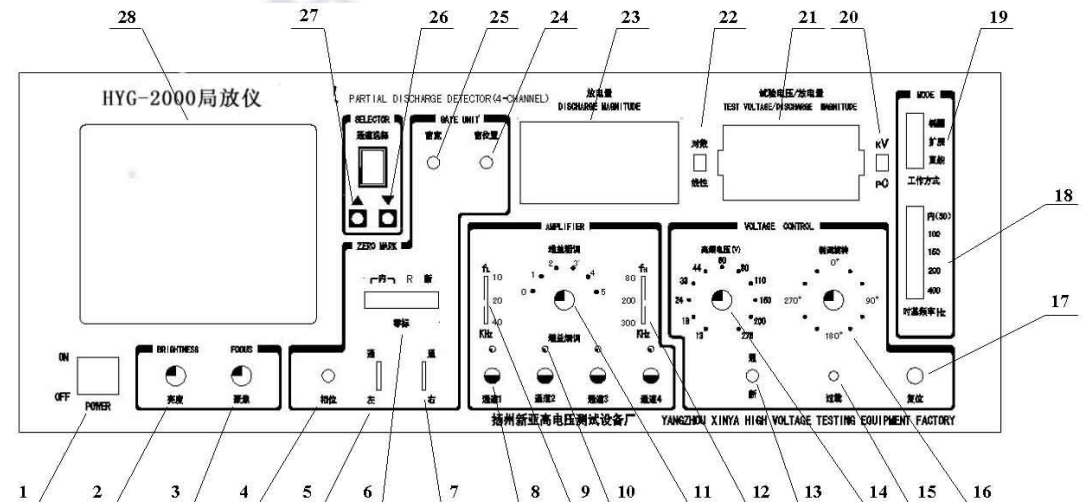 28 27 26 25 24 23 22 21 20 19
HYG-2000局放仪
PARTIAL DISCHARGE DETECTOR(4-CHANNEL)
SELECTOR
通道选择
GATE UNIT
窗宽 窗位置
放电量
DISCHARGE MAGNITUDE
对数
线性
试验电压/放电量
TEST VOLTAGE/DISCHARGE MAGNITUDE
KV
PC
MODE
椭圆
扩展
直线
工作方式
18
内(50)
100
150
200
400
时基频率Hz
17
ZERO MARK
内 R 断
零标
通 通
相位 左 右
AMPLIFIER
增益粗调
fL
10
20
40
KHz
0 1 2 3 4 5
fH
80
200
300
KHz
增益细调
通道1 通道2 通道3 通道4
VOLTAGE CONTROL
高频电压(V)
13 18 24 33 44 60 80 110 150 200 270
椭圆旋转
0°
90°
180°
270°
通
断
过载
复位
ON
OFF
POWER
BRIGHTNESS FOCUS
亮度 聚焦
扬州新亚高电压测试设备厂 YANGZHOU XINYA HIGH VOLTAGE TESTING EQUIPMENT FACTORY
1 2 3 4 5 6 7 8 9 10 11 12 13 14 15 16